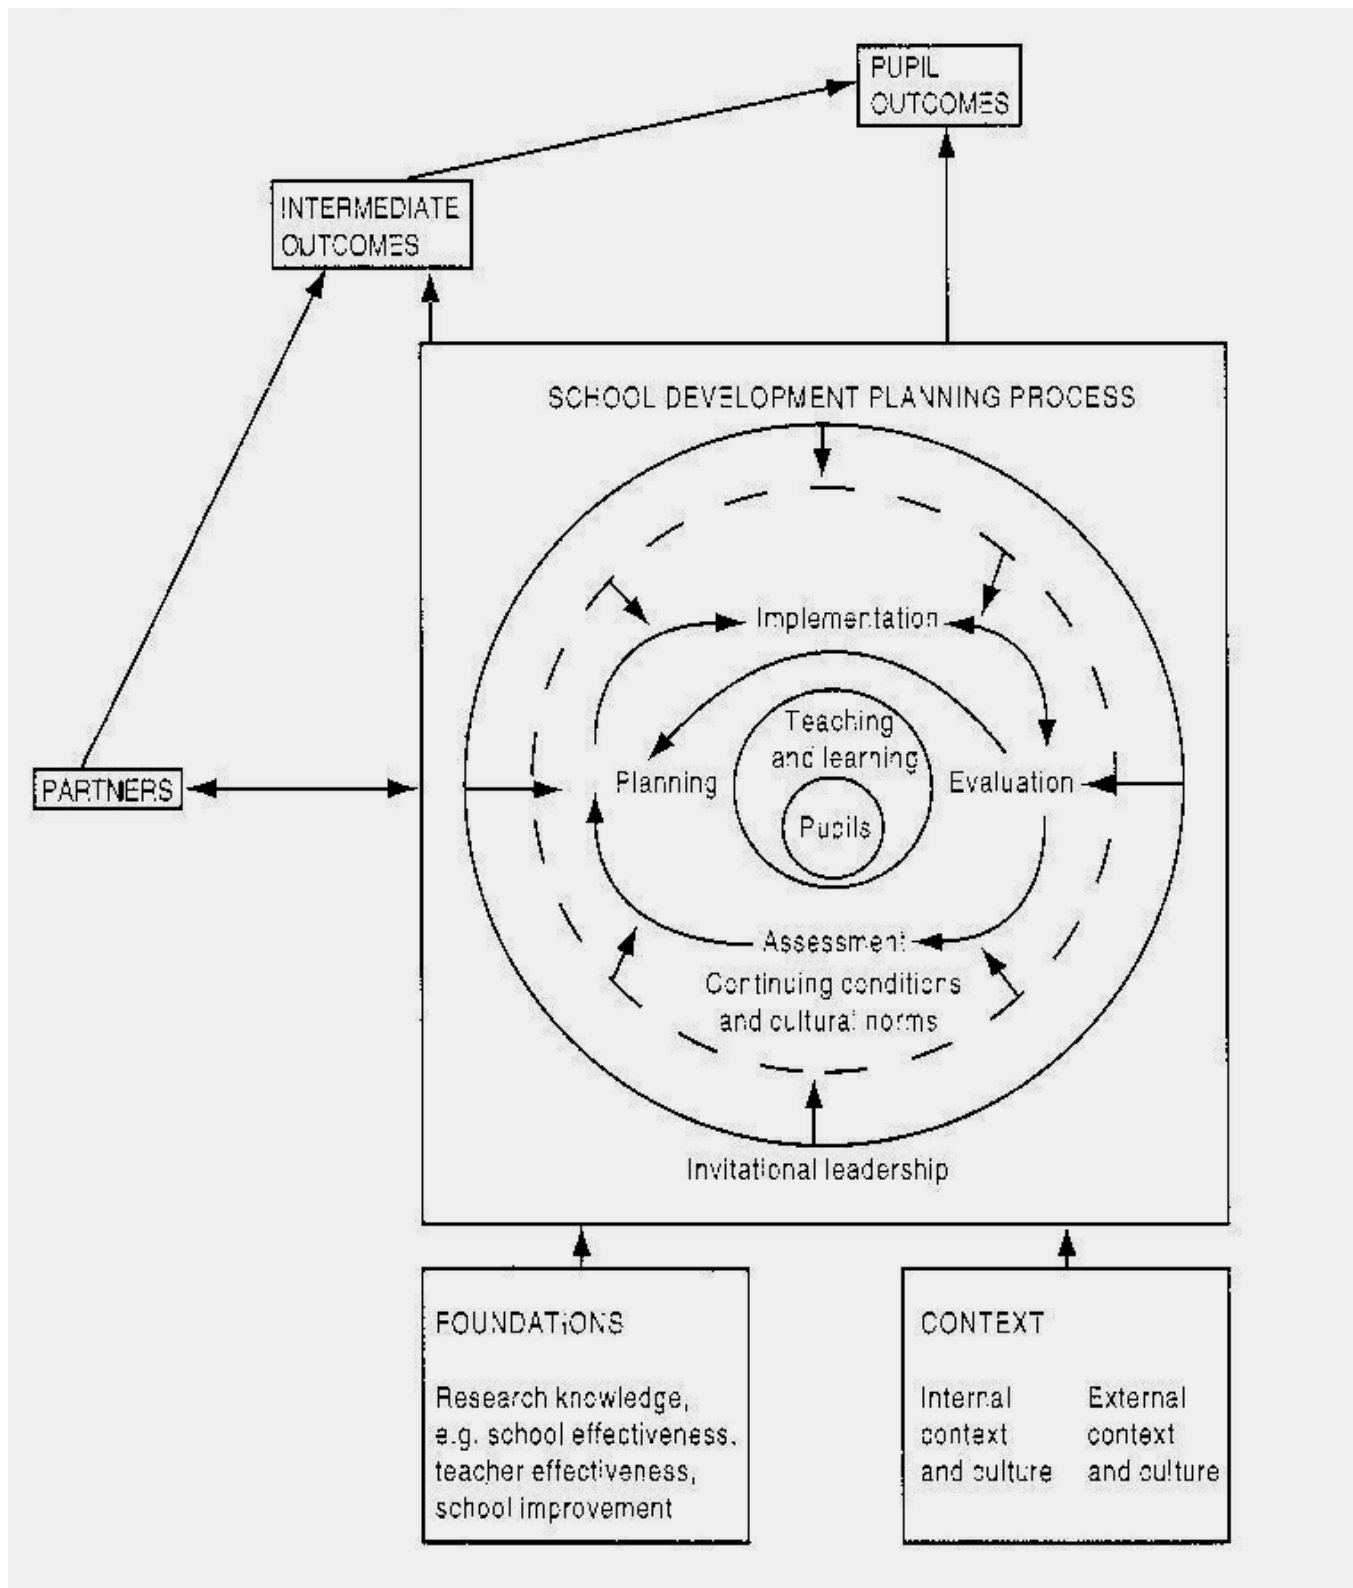 PUPIL
OUTCOMES
INTERMEDIATE
OUTCOMES
SCHOOL DEVELOPMENT PLANNING PROCESS
Implementation
Teaching
and learning
PARTNERS
Planning
Evaluation
Pupils
Assessment
Continuing conditions
and cultural norms
Invitational leadership
FOUNDATIONS
Research knowledge,
e.g. school effectiveness,
teacher effectiveness,
school improvement
CONTEXT
Internal
context
and culture
External
context
and culture